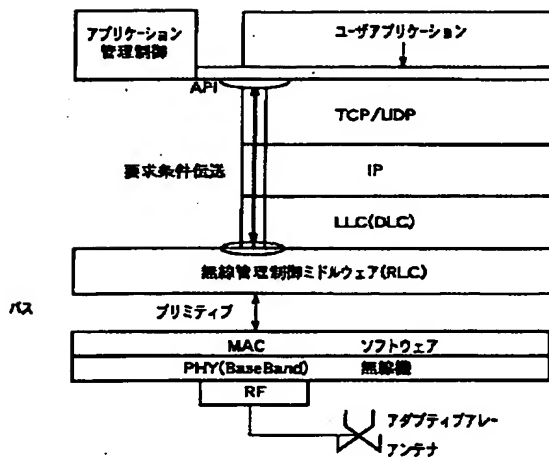 アプリケーション
管理制御
ユーザアプリケーション
API
TCP/UDP
要求条件伝送
IP
LLC(DLC)
無線管理制御ミドルウェア(RLC)
バス
プリミティブ
MAC ソフトウェア
PHY(BaseBand) 無線機
RF
アダプティブアレー
アンテナ